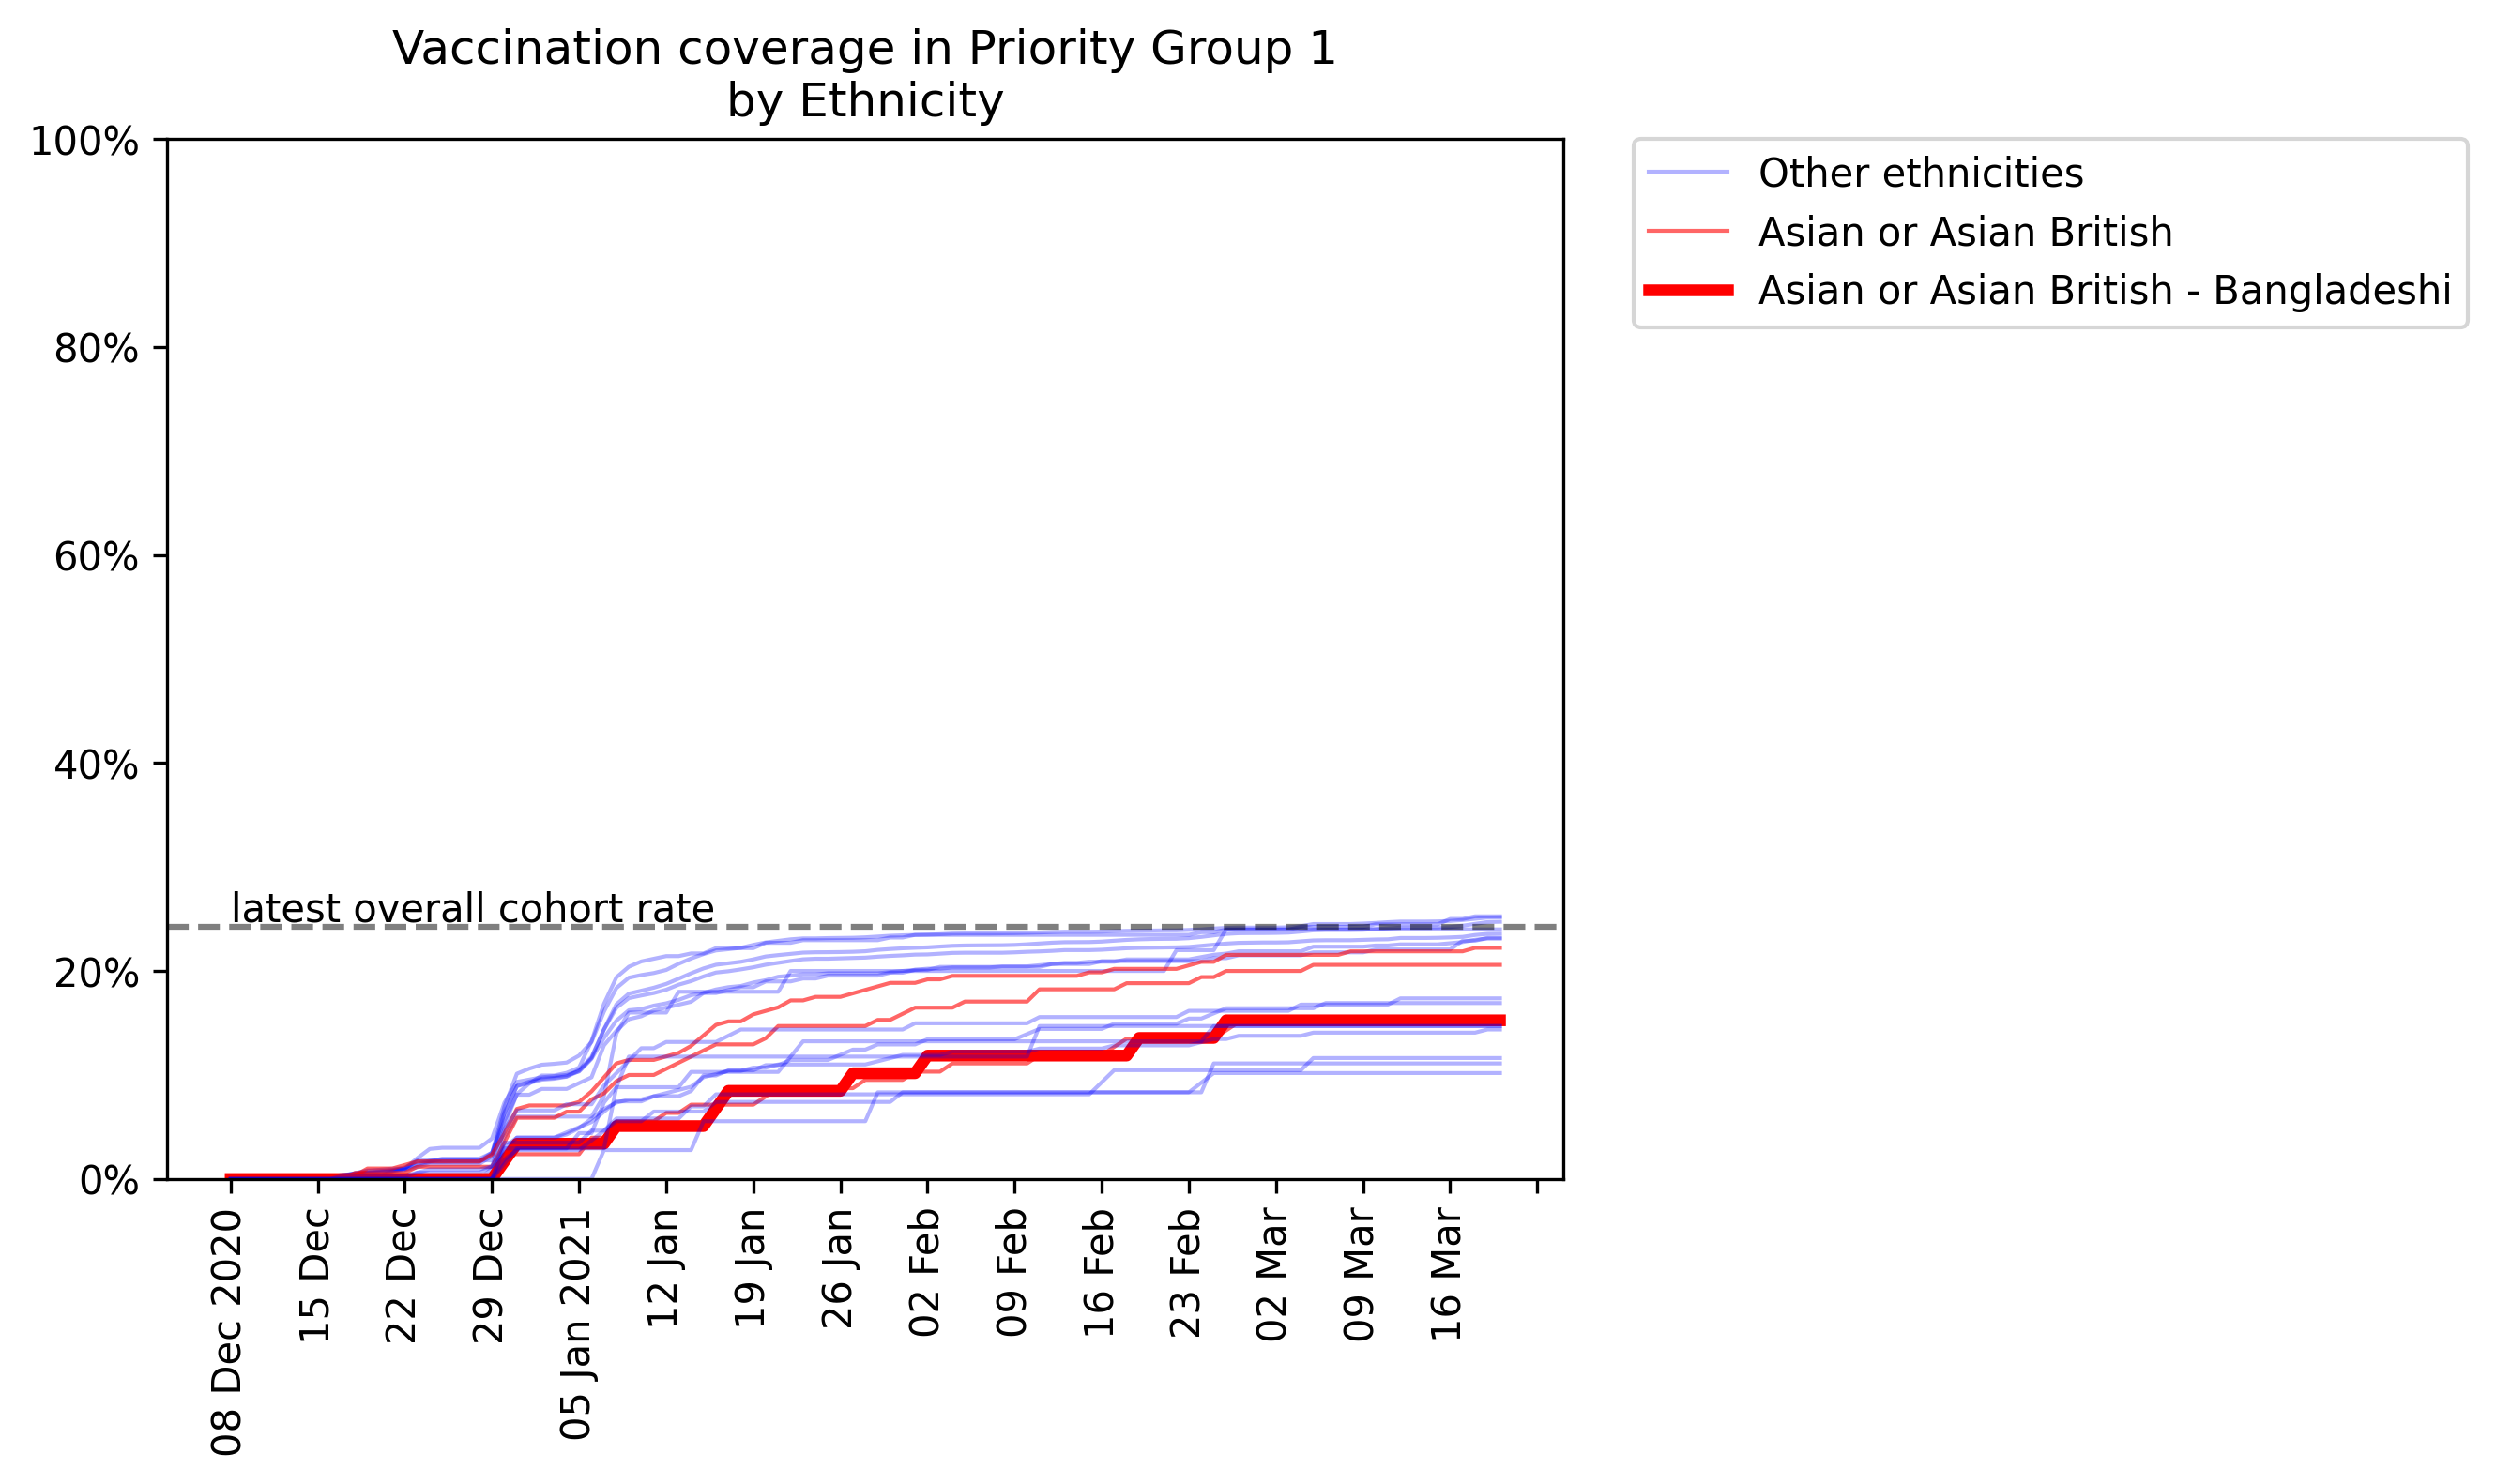 Vaccination coverage in Priority Group 1
by Ethnicity
100%
80%
60%
40%
20%
0%
latest overall cohort rate
08 Dec 2020
15 Dec
22 Dec
29 Dec
05 Jan 2021
12 Jan
19 Jan
26 Jan
02 Feb
09 Feb
16 Feb
23 Feb
02 Mar
09 Mar
16 Mar
Other ethnicities
Asian or Asian British
Asian or Asian British - Bangladeshi